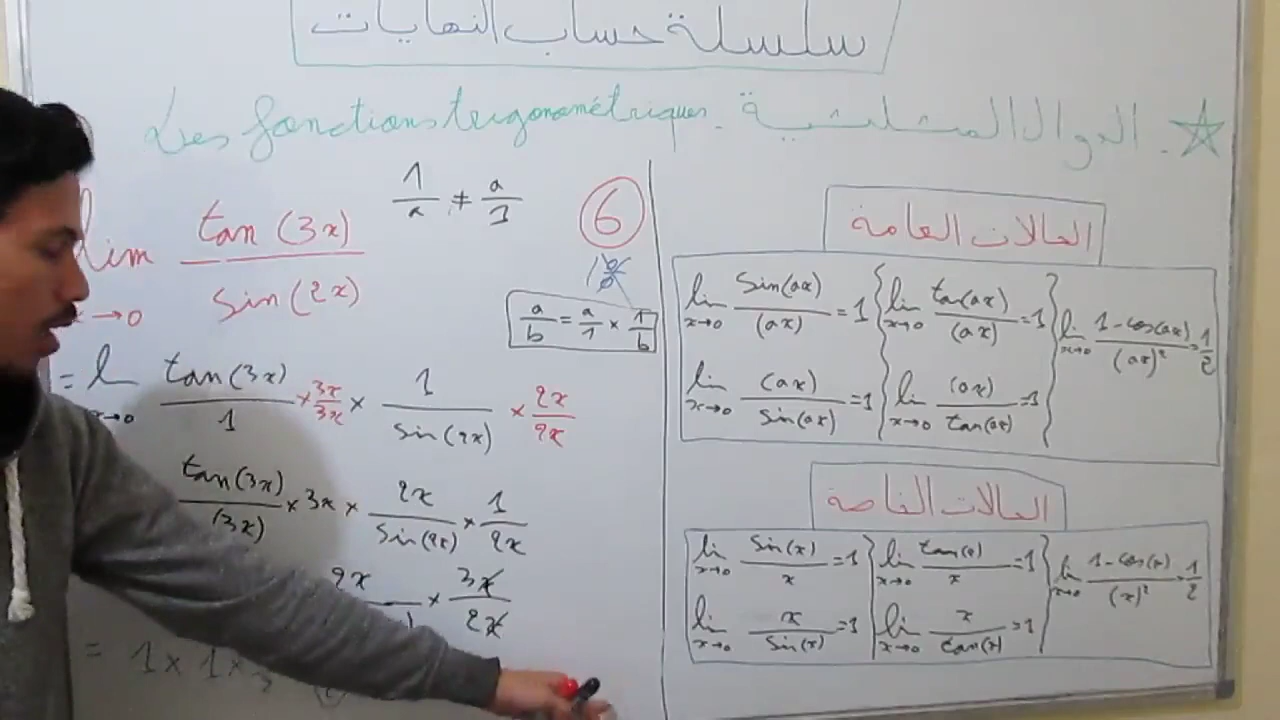 سلسلة حساب النهايات
Les fonctions trigonométriques. الدوال المثلثية. ☆
lim x→0 tan(3x)/sin(2x)
1/a ≠ a/1
6
a/b = a/1 × 1/b
= l x→0 tan(3x)/1 × 3x/3x × 1/sin(2x) × 2x/2x
tan(3x)/(3x) × 3x × 2x/sin(2x) × 1/2x
2x × 3x/2x
= 1 × 1 ×
الحالات العامة
lim x→0 sin(ax)/(ax) = 1
lim x→0 tan(ax)/(ax) = 1
lim x→0 1-cos(ax)/(ax)² = 1/2
lim x→0 (ax)/sin(ax) = 1
lim x→0 (ax)/tan(ax) = 1
الحالات الخاصة
lim x→0 sin(x)/x = 1
lim x→0 tan(x)/x = 1
lim x→0 1-cos(x)/(x)² = 1/2
lim x→0 x/sin(x) = 1
lim x→0 x/tan(x) = 1